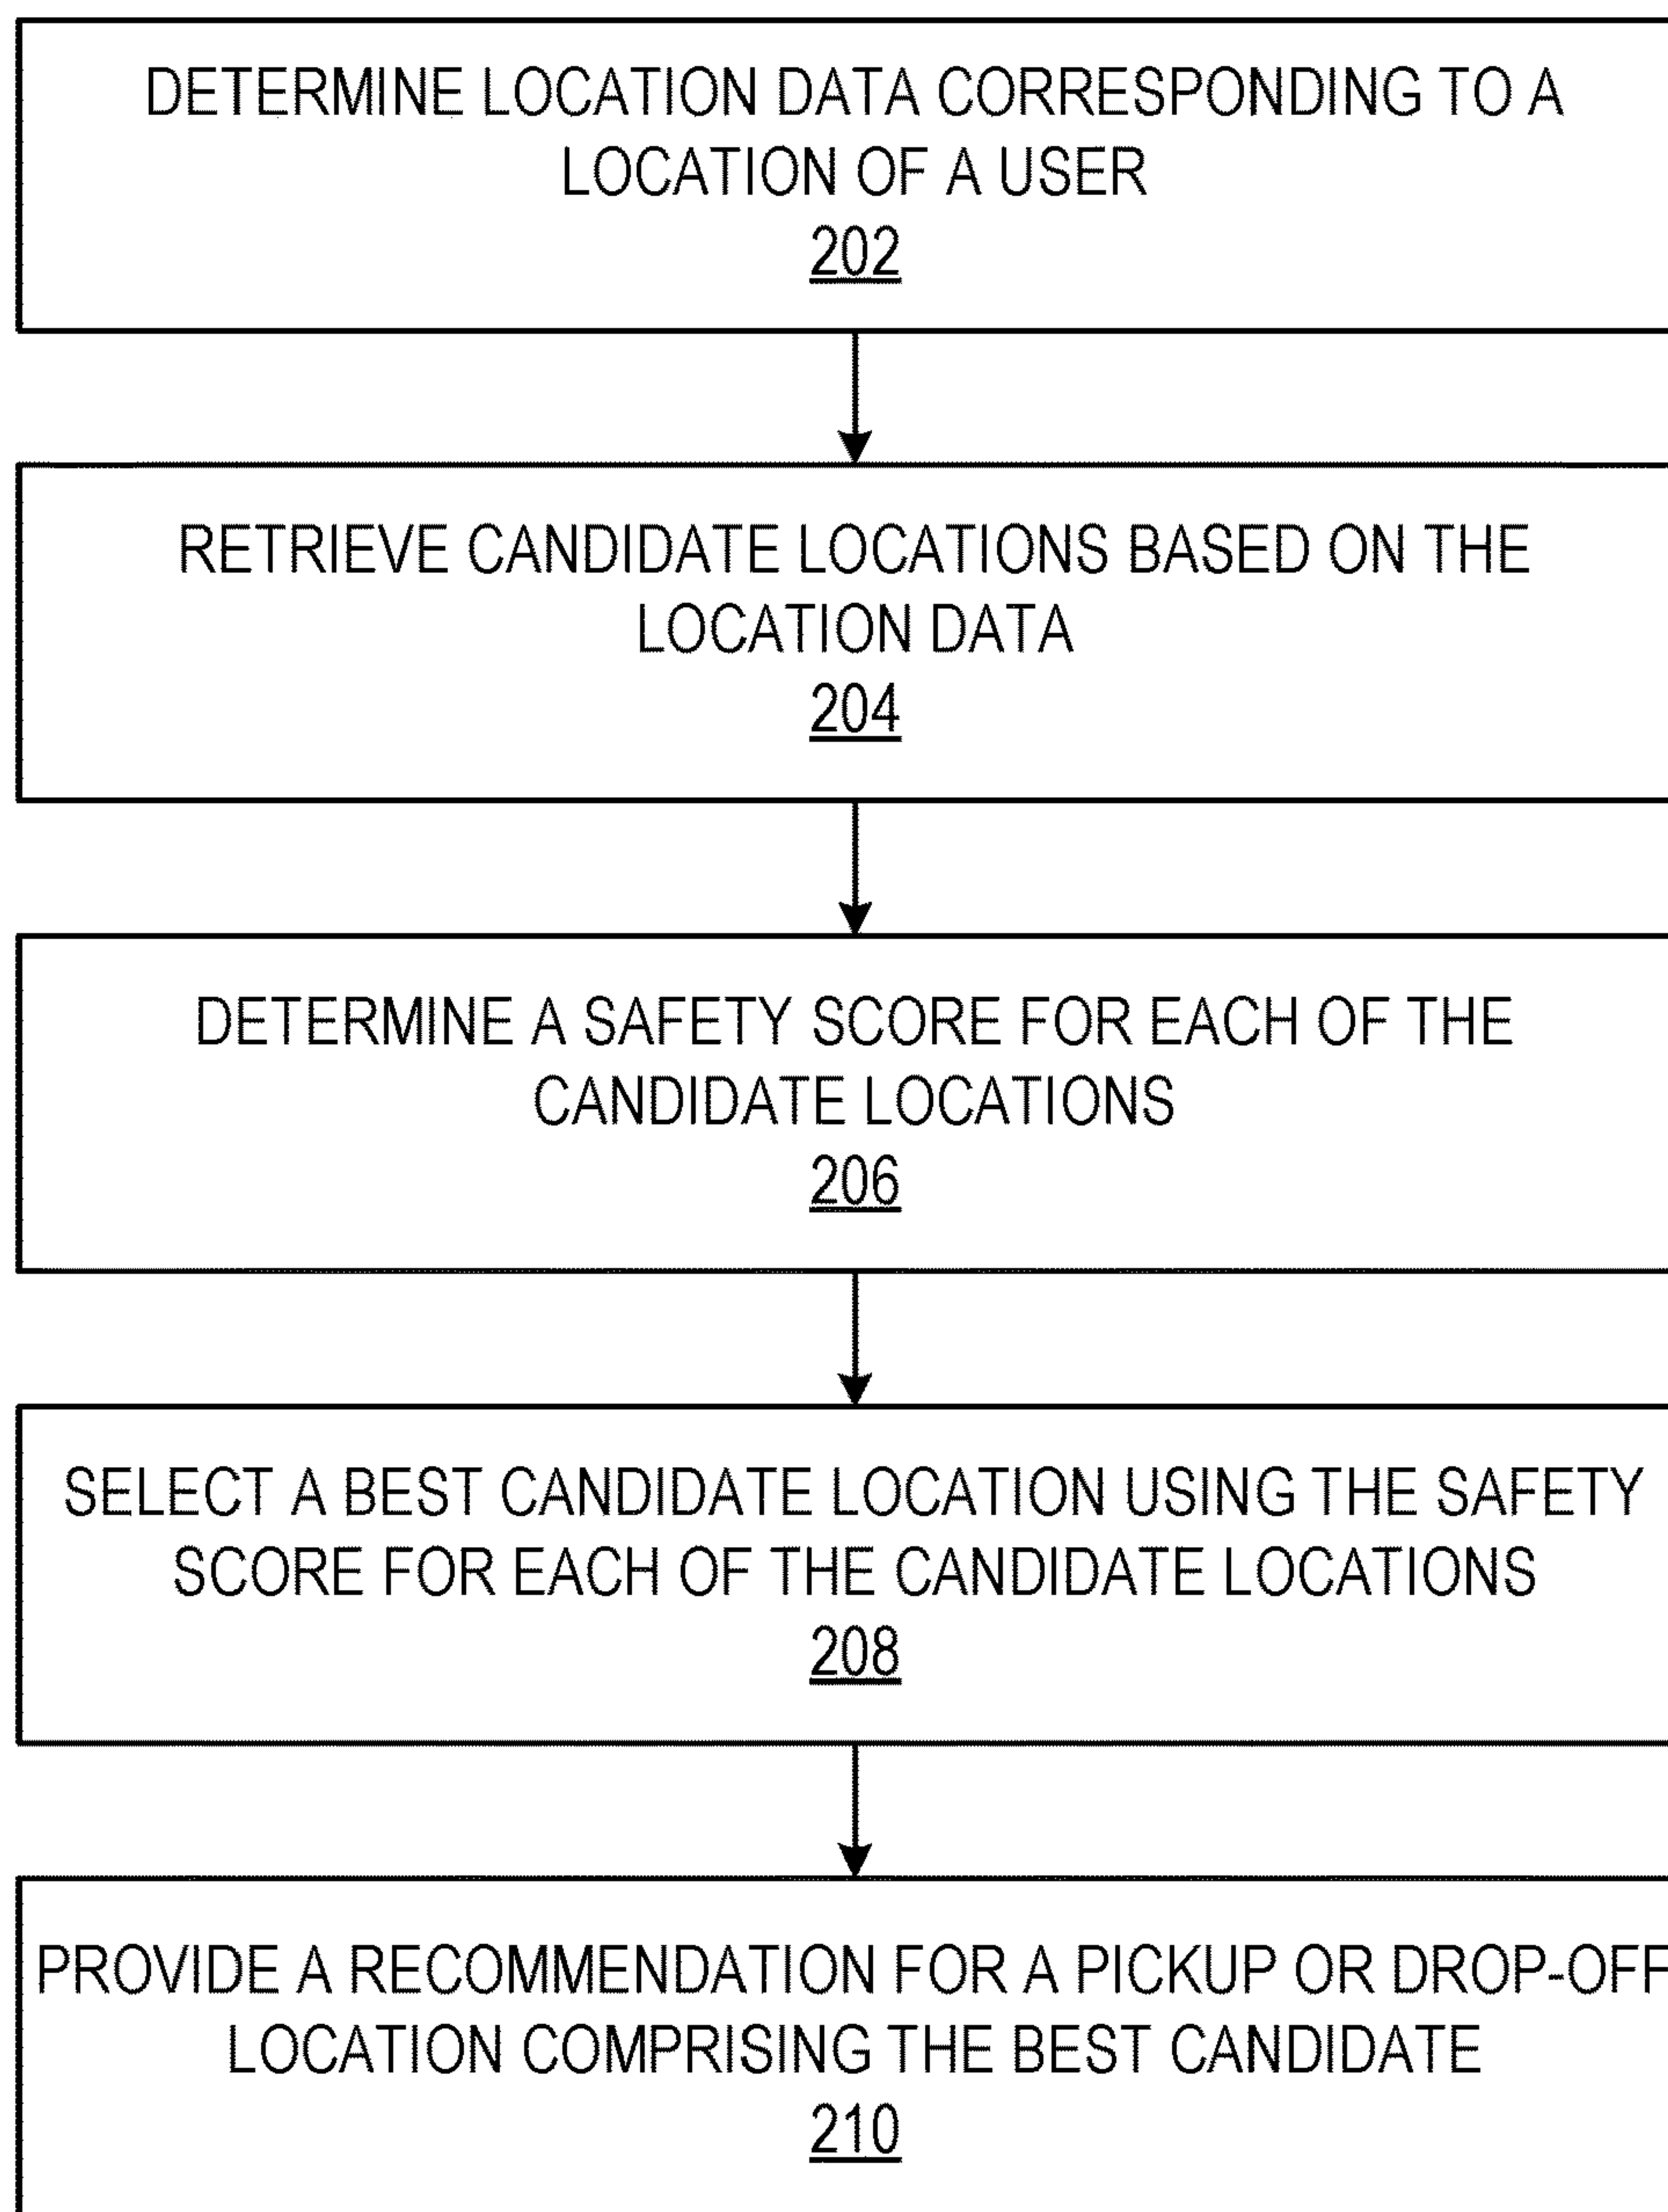 DETERMINE LOCATION DATA CORRESPONDING TO A
LOCATION OF A USER
202
RETRIEVE CANDIDATE LOCATIONS BASED ON THE
LOCATION DATA
204
DETERMINE A SAFETY SCORE FOR EACH OF THE
CANDIDATE LOCATIONS
206
SELECT A BEST CANDIDATE LOCATION USING THE SAFETY
SCORE FOR EACH OF THE CANDIDATE LOCATIONS
208
PROVIDE A RECOMMENDATION FOR A PICKUP OR DROP-OFF
LOCATION COMPRISING THE BEST CANDIDATE
210